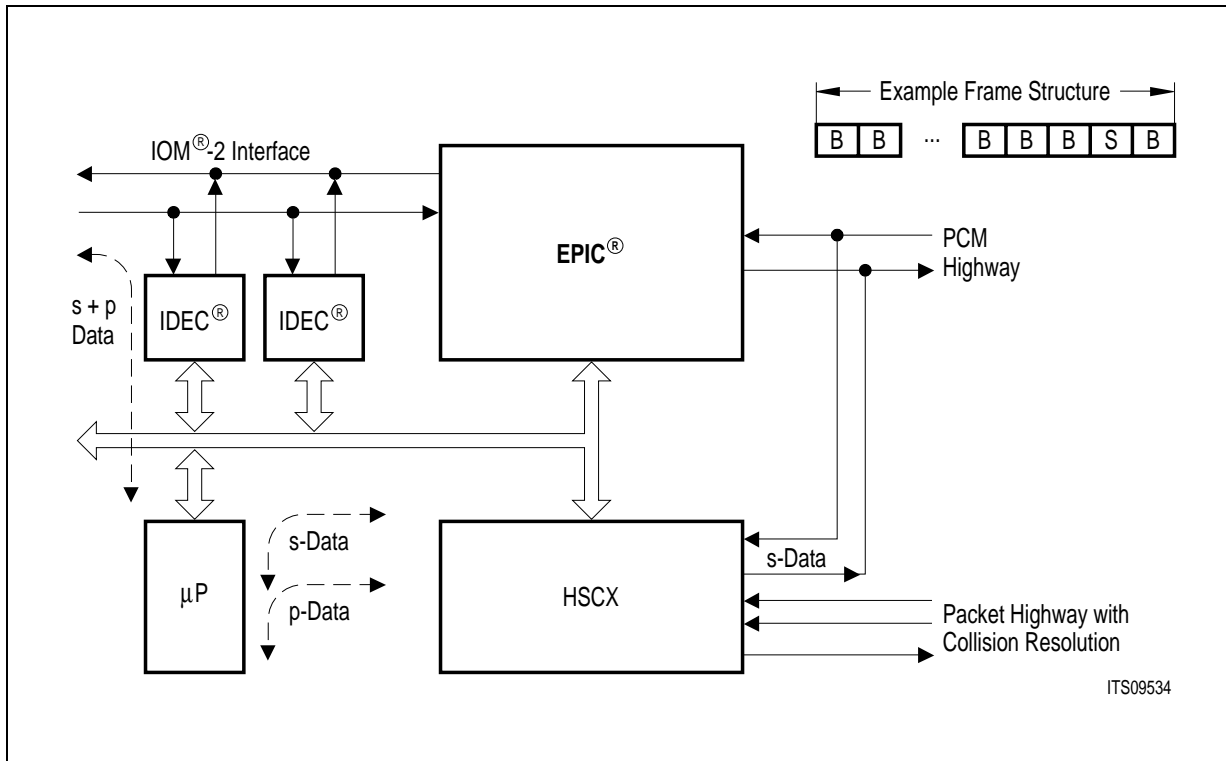 Example Frame Structure
B B ... B B B S B
IOM®-2 Interface
EPIC®
PCM
Highway
s + p
Data
IDEC® IDEC®
s-Data
p-Data
µP
HSCX
s-Data
Packet Highway with
Collision Resolution
ITS09534